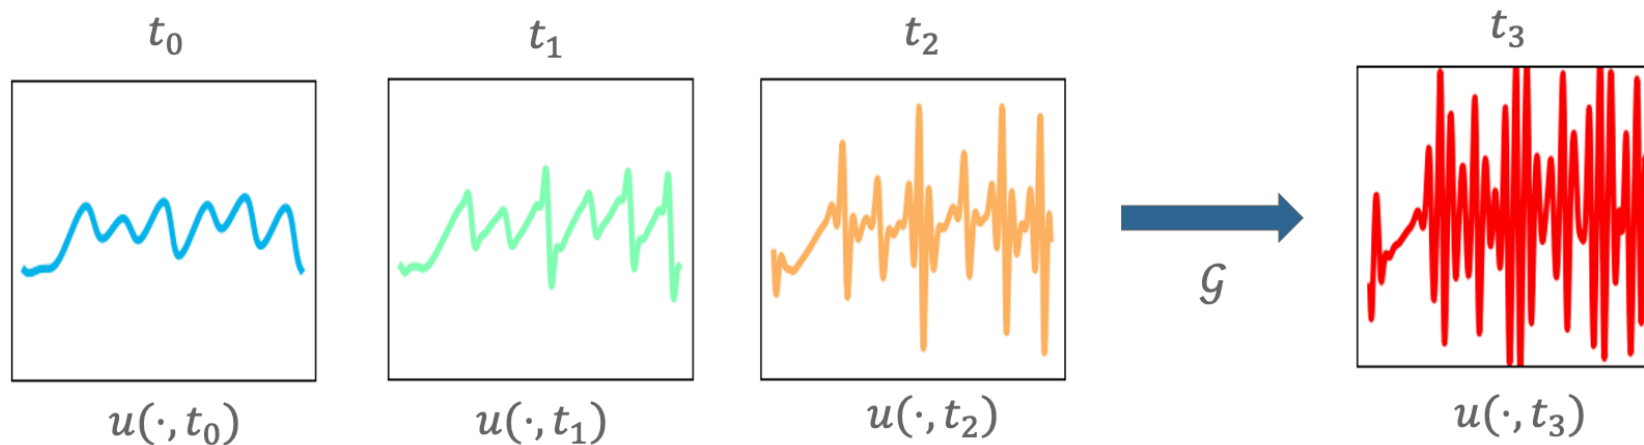 t₀ t₁ t₂ t₃
𝒢
u(·, t₀) u(·, t₁) u(·, t₂) u(·, t₃)